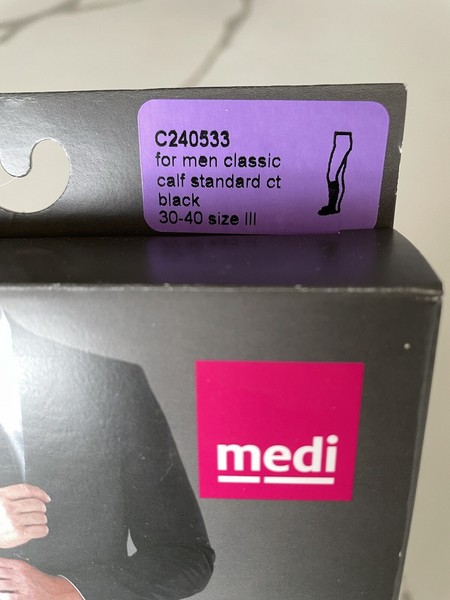 C240533
for men classic
calf standard ct
black
30-40 size III
medi